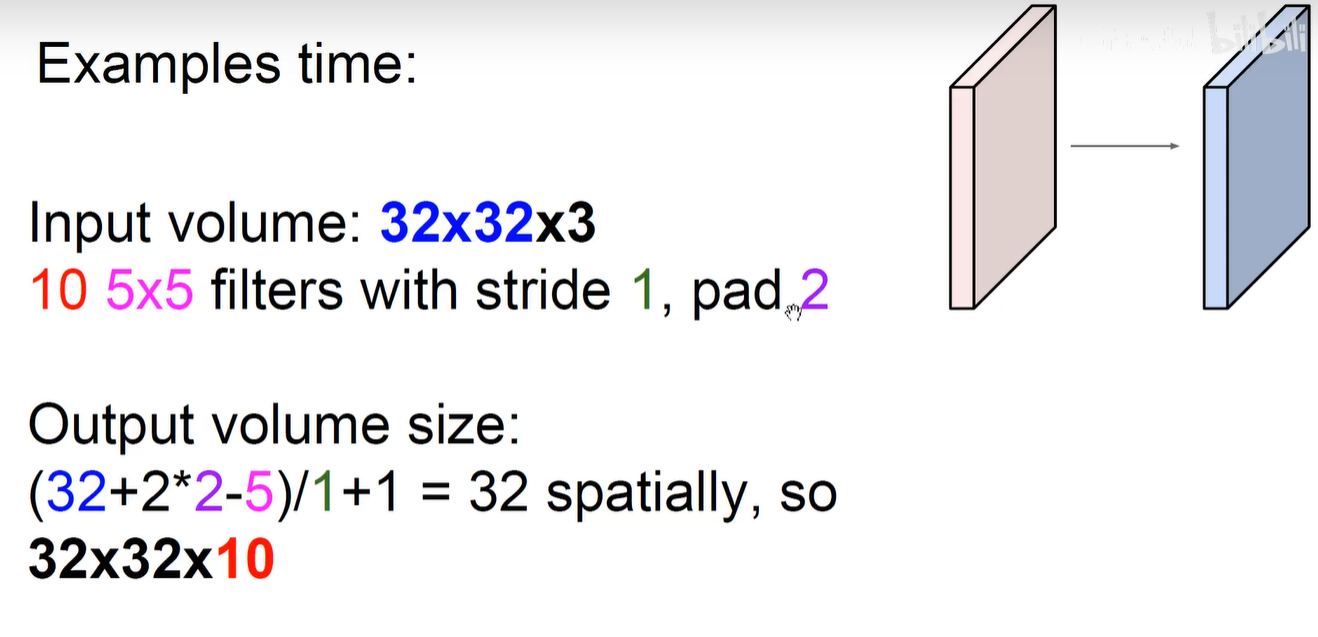 Examples time:
bilibili
Input volume: 32x32x3
10 5x5 filters with stride 1, pad 2
Output volume size:
(32+2*2-5)/1+1 = 32 spatially, so
32x32x10